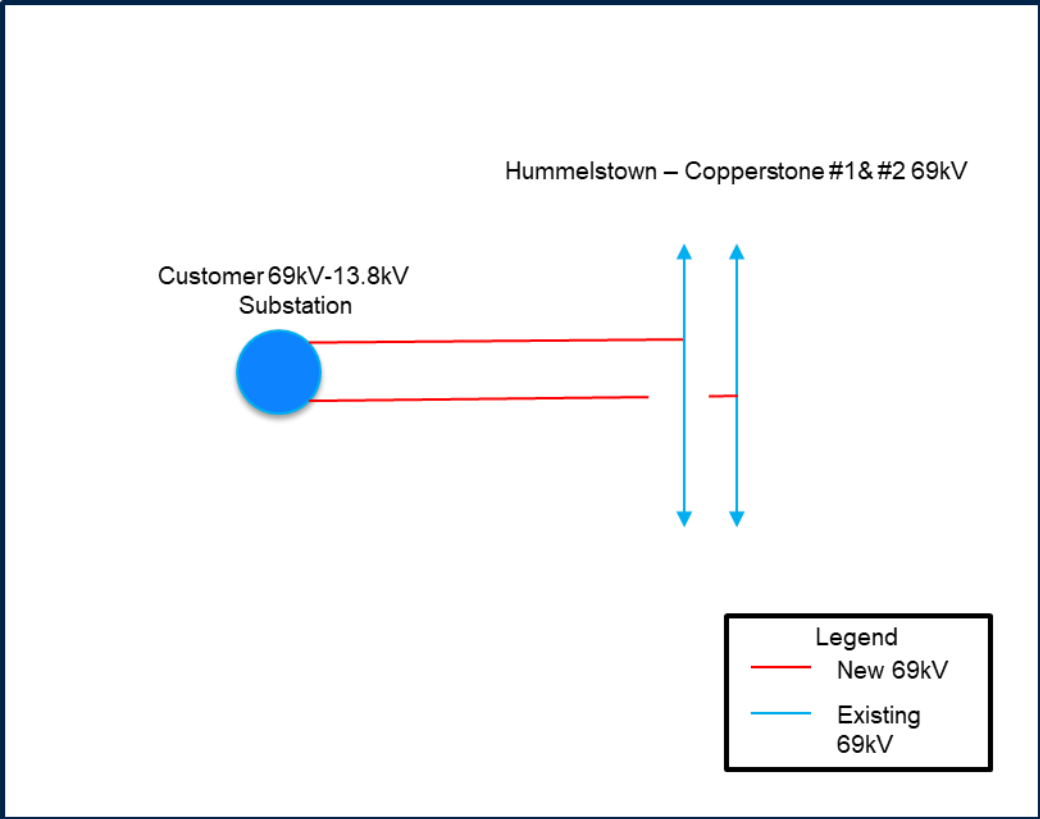 Hummelstown – Copperstone #1& #2 69kV
Customer 69kV-13.8kV
Substation
Legend
New 69kV
Existing
69kV